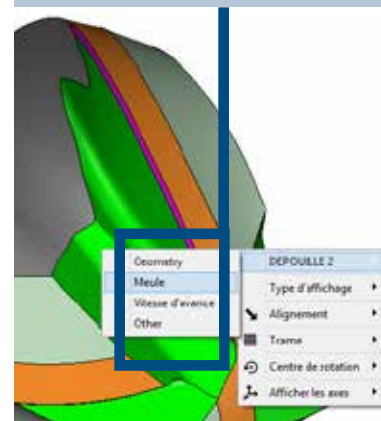 Geometry
Meule
Vitesse d'avance
Other
DEPOUILLE 2
Type d'affichage
Alignement
Trame
Centre de rotation
Afficher les axes